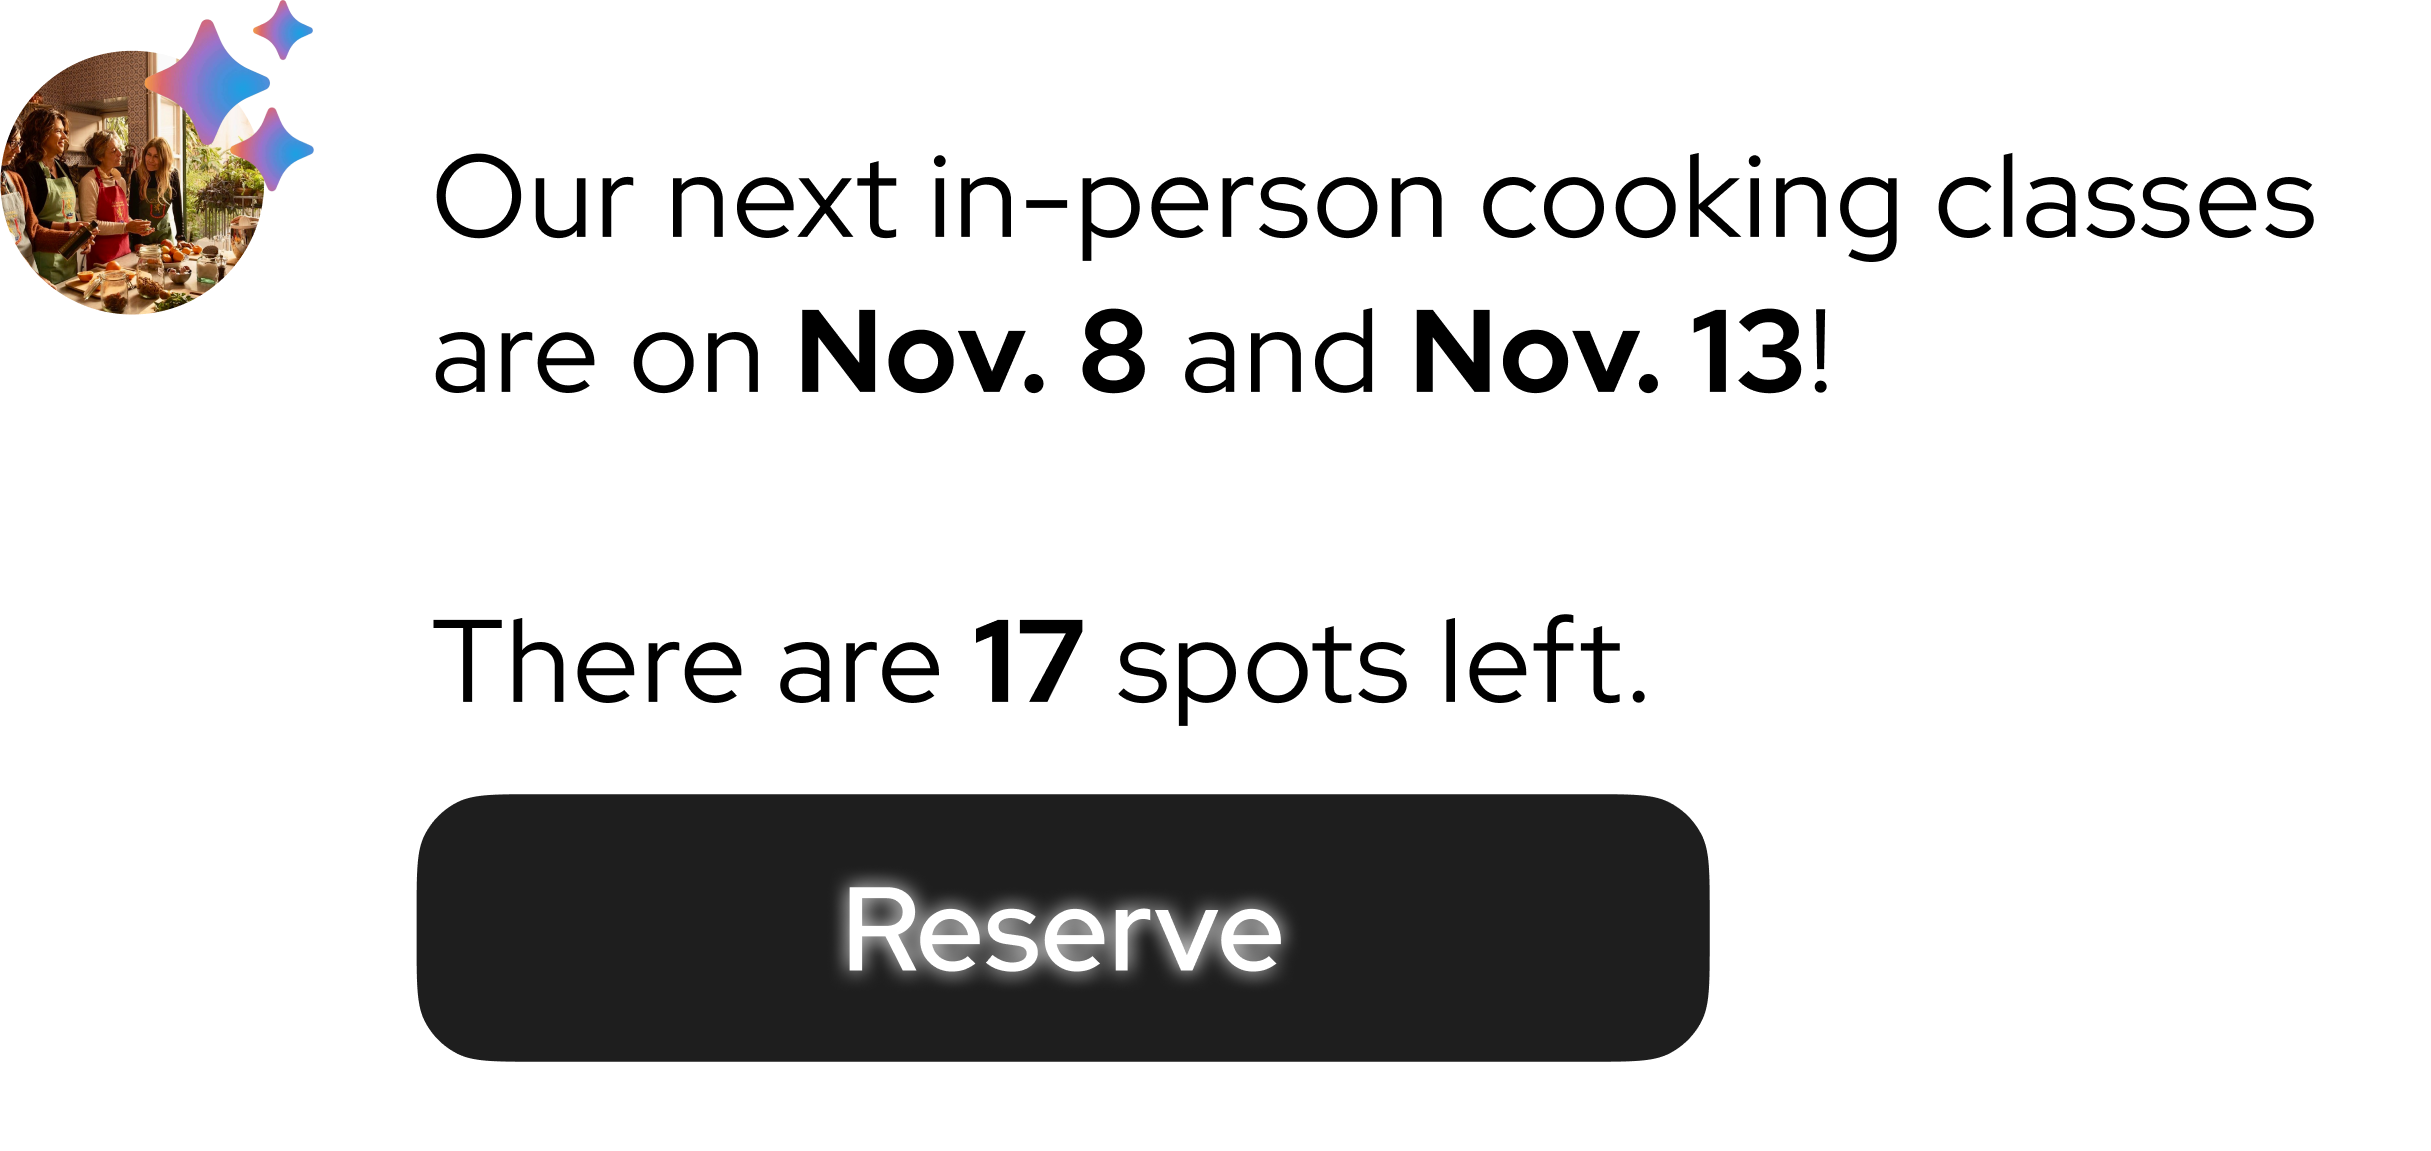 Our next in-person cooking classes
are on Nov. 8 and Nov. 13!
There are 17 spots left.
Reserve